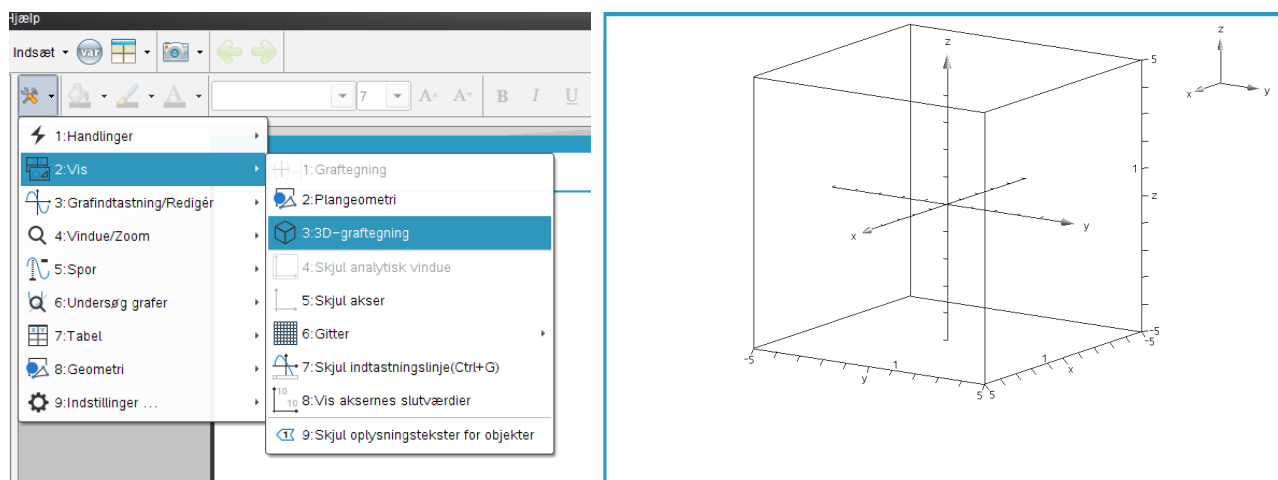 Hjælp
Indsæt
var
7
A
A
B I U
1:Handlinger
2:Vis
3:Grafindtastning/Redigér
4:Vindue/Zoom
5:Spor
6:Undersøg grafer
7:Tabel
8:Geometri
9:Indstillinger ...
1:Graftegning
2:Plangeometri
3:3D-graftegning
4:Skjul analytisk vindue
5:Skjul akser
6:Gitter
7:Skjul indtastningslinje(Ctrl+G)
8:Vis aksernes slutværdier
9:Skjul oplysningstekster for objekter
z
5
z
x
y
1
z
x
y
-5
-5
-5
1
y
1
x
5 5